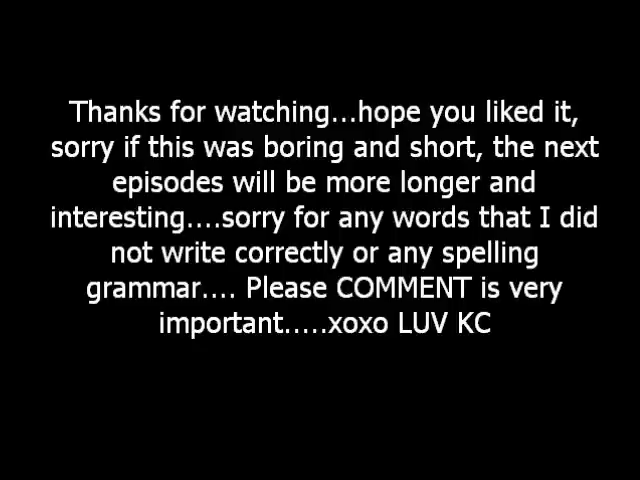 Thanks for watching...hope you liked it,
sorry if this was boring and short, the next
episodes will be more longer and
interesting....sorry for any words that I did
not write correctly or any spelling
grammar.... Please COMMENT is very
important.....xoxo LUV KC